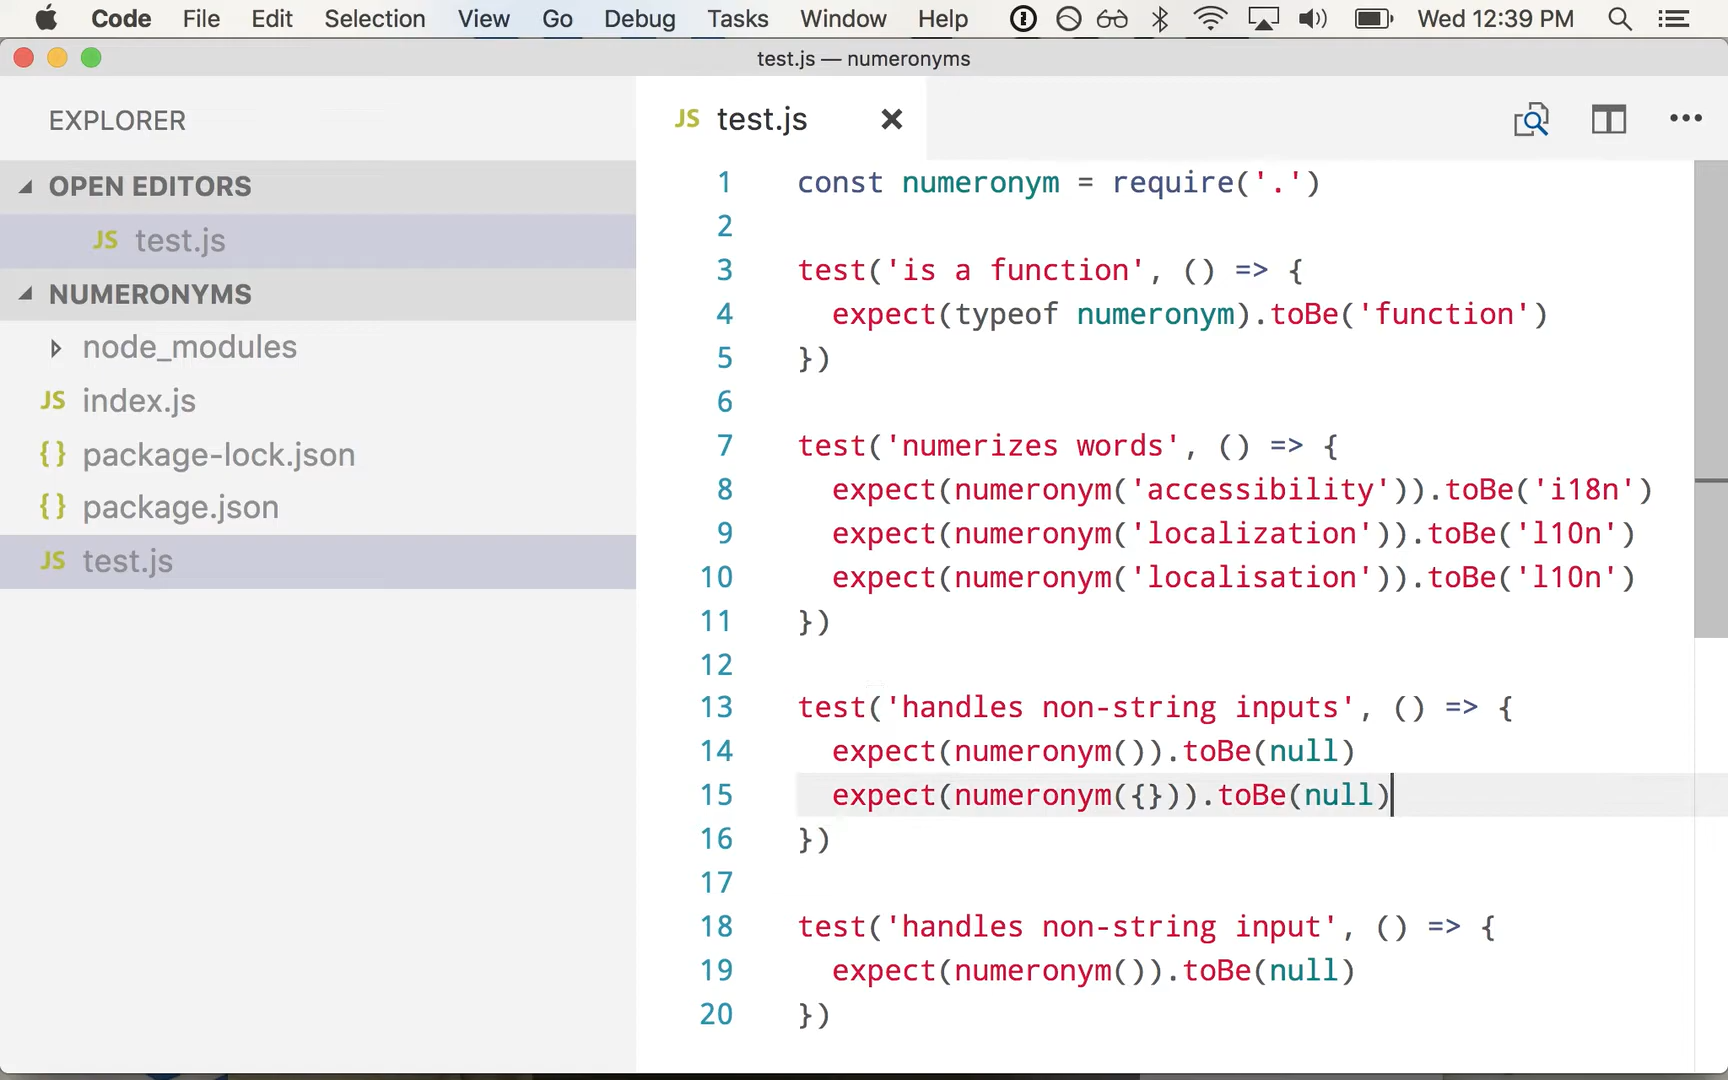 Code File Edit Selection View Go Debug Tasks Window Help Wed 12:39 PM
test.js — numeronyms
EXPLORER
OPEN EDITORS
JS test.js
NUMERONYMS
node_modules
JS index.js
{} package-lock.json
{} package.json
JS test.js
JS test.js
1 const numeronym = require('.')
2
3 test('is a function', () => {
4 expect(typeof numeronym).toBe('function')
5 })
6
7 test('numerizes words', () => {
8 expect(numeronym('accessibility')).toBe('i18n')
9 expect(numeronym('localization')).toBe('l10n')
10 expect(numeronym('localisation')).toBe('l10n')
11 })
12
13 test('handles non-string inputs', () => {
14 expect(numeronym()).toBe(null)
15 expect(numeronym({})).toBe(null)
16 })
17
18 test('handles non-string input', () => {
19 expect(numeronym()).toBe(null)
20 })